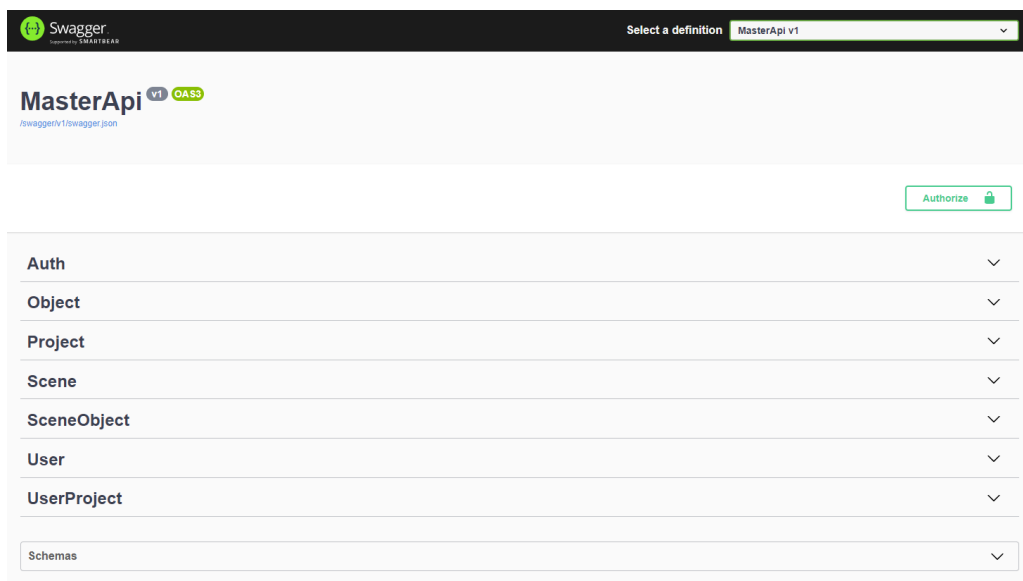 Swagger.
Supported by SMARTBEAR
Select a definition
MasterApi v1
MasterApi v1 OAS3
/swagger/v1/swagger.json
Authorize
Auth
Object
Project
Scene
SceneObject
User
UserProject
Schemas